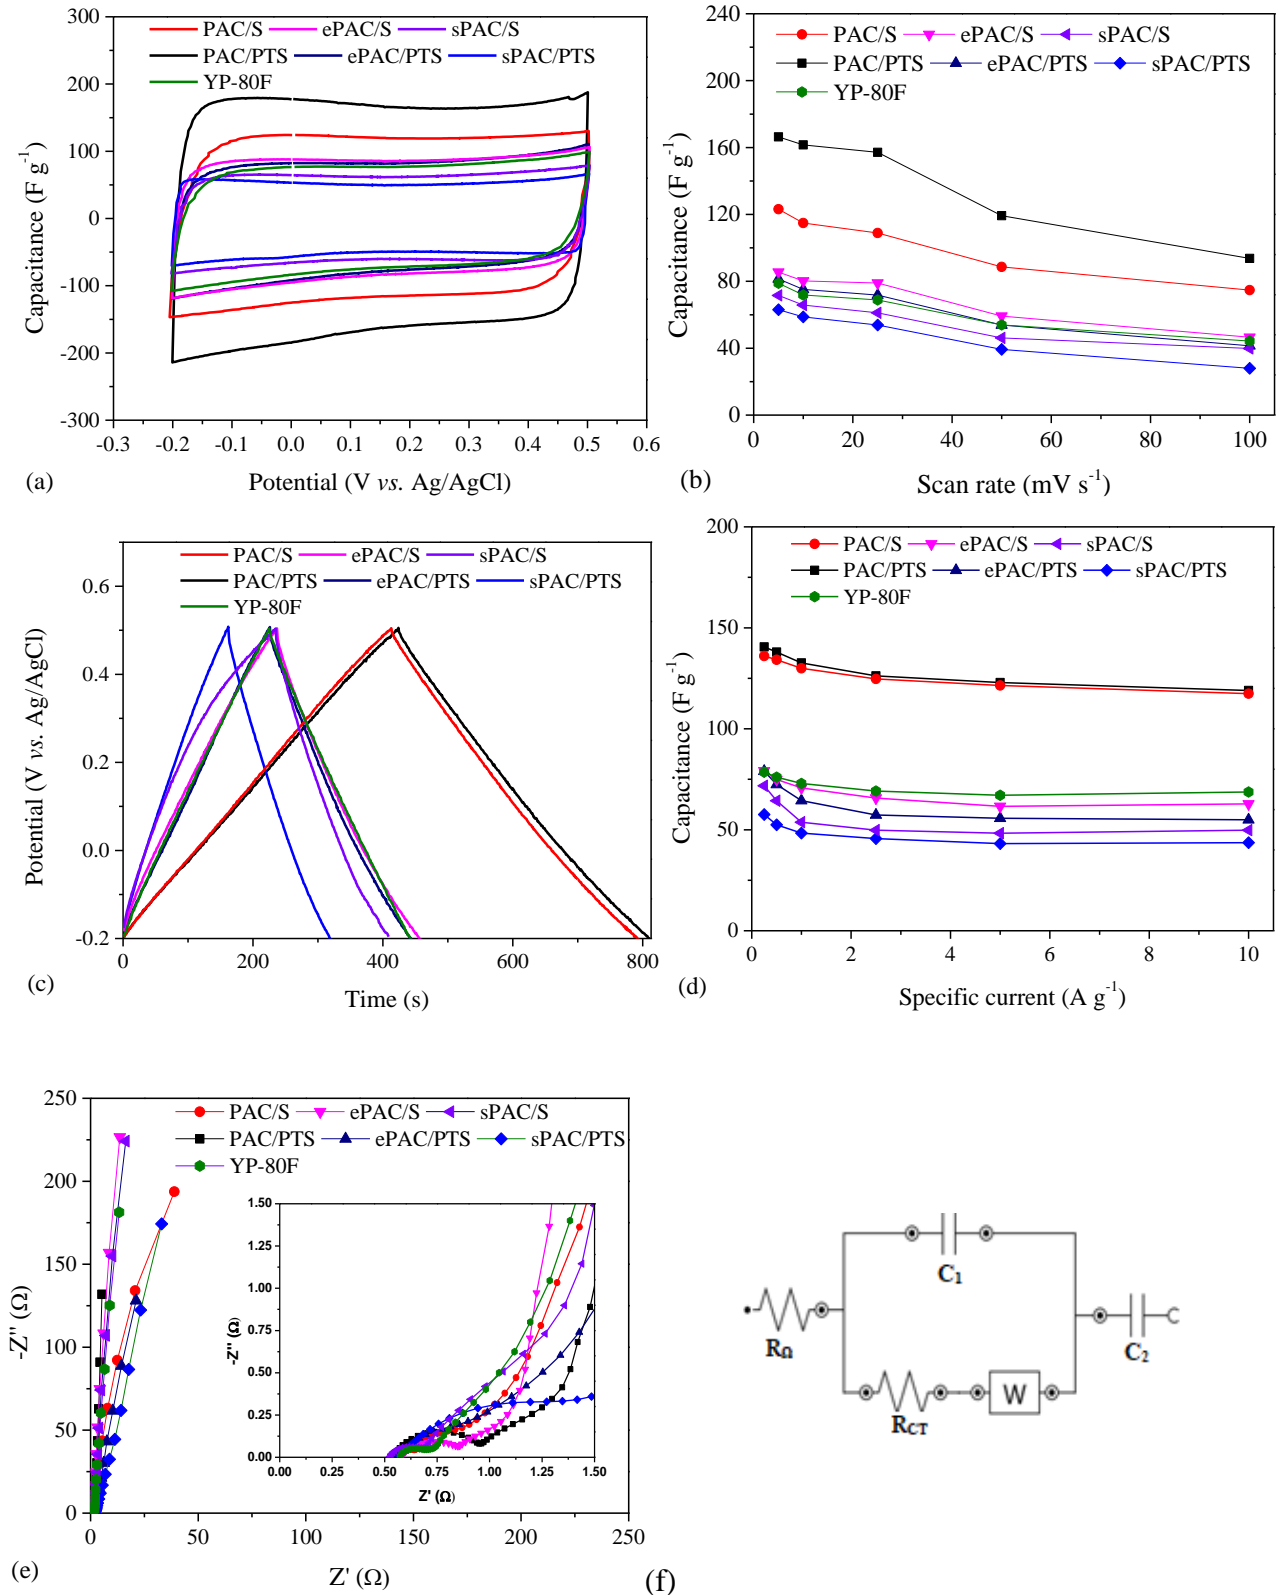 300
200
100
0
-100
-200
-300
-0.3 -0.2 -0.1 0.0 0.1 0.2 0.3 0.4 0.5 0.6
Capacitance (F g-1)
Potential (V vs. Ag/AgCl)
PAC/S ePAC/S sPAC/S
PAC/PTS ePAC/PTS sPAC/PTS
YP-80F
(a)
240
200
160
120
80
40
0
0 20 40 60 80 100
Capacitance (F g-1)
Scan rate (mV s-1)
PAC/S ePAC/S sPAC/S
PAC/PTS ePAC/PTS sPAC/PTS
YP-80F
(b)
0.6
0.4
0.2
0.0
-0.2
0 200 400 600 800
Potential (V vs. Ag/AgCl)
Time (s)
PAC/S ePAC/S sPAC/S
PAC/PTS ePAC/PTS sPAC/PTS
YP-80F
(c)
200
150
100
50
0
0 2 4 6 8 10
Capacitance (F g-1)
Specific current (A g-1)
PAC/S ePAC/S sPAC/S
PAC/PTS ePAC/PTS sPAC/PTS
YP-80F
(d)
250
200
150
100
50
0
0 50 100 150 200 250
-Z'' (Ω)
Z' (Ω)
PAC/S ePAC/S sPAC/S
PAC/PTS ePAC/PTS sPAC/PTS
YP-80F
1.50
1.25
1.00
0.75
0.50
0.25
0.00
0.00 0.25 0.50 0.75 1.00 1.25 1.50
-Z'' (Ω)
Z' (Ω)
(e)
C1
RΩ
C2
W
RCT
(f)